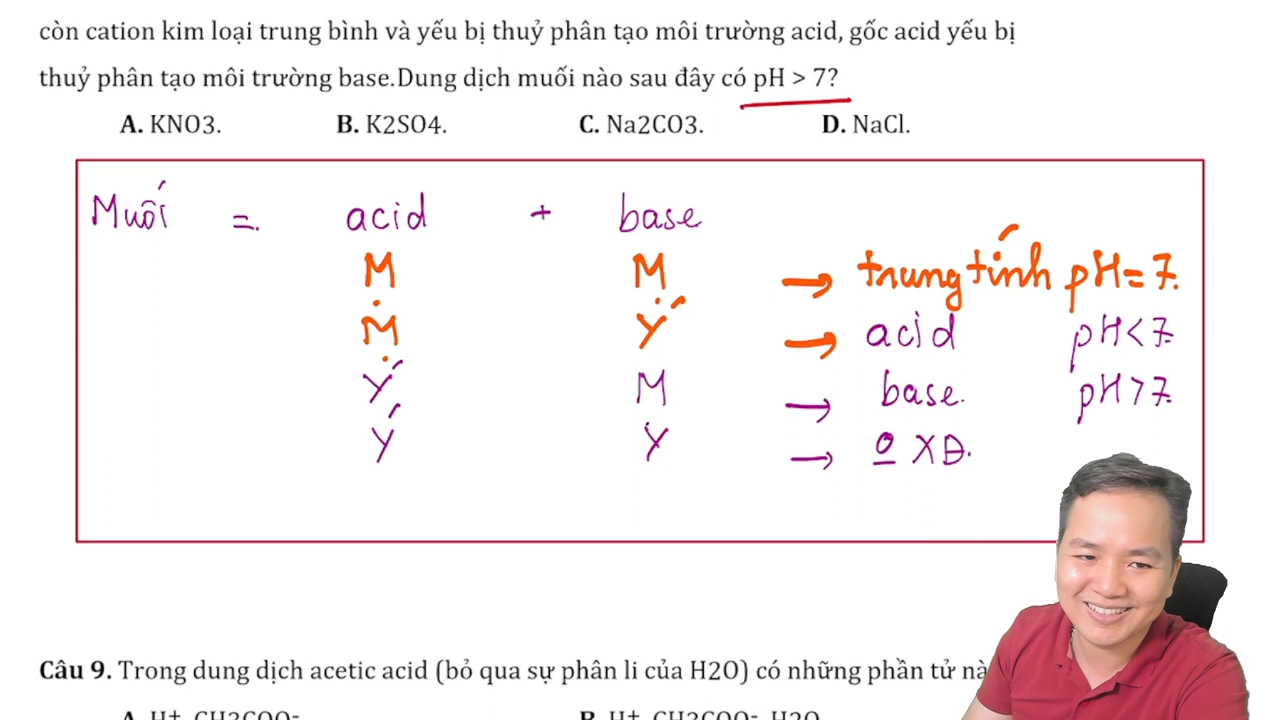 còn cation kim loại trung bình và yếu bị thuỷ phân tạo môi trường acid, gốc acid yếu bị
thuỷ phân tạo môi trường base.Dung dịch muối nào sau đây có pH > 7?
A. KNO3. B. K2SO4. C. Na2CO3. D. NaCl.
Muối = acid + base
M M → trung tính pH = 7.
M Y → acid pH < 7.
Y M → base. pH > 7.
Y Y → 0 XĐ.
Câu 9. Trong dung dịch acetic acid (bỏ qua sự phân li của H2O) có những phần tử
A. H+, CH3COO-. B. H+, CH3COO-, H2O.